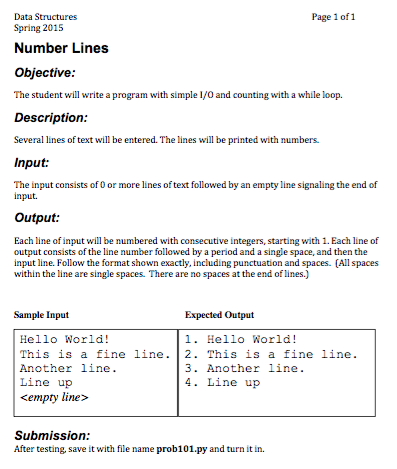 Data Structures Page 1 of 1
Spring 2015
Number Lines
Objective:
The student will write a program with simple I/O and counting with a while loop.
Description:
Several lines of text will be entered. The lines will be printed with numbers.
Input:
The input consists of 0 or more lines of text followed by an empty line signaling the end of
input.
Output:
Each line of input will be numbered with consecutive integers, starting with 1. Each line of
output consists of the line number followed by a period and a single space, and then the
input line. Follow the format shown exactly, including punctuation and spaces. (All spaces
within the line are single spaces. There are no spaces at the end of lines.)
Sample Input Expected Output
Hello World! 1. Hello World!
This is a fine line. 2. This is a fine line.
Another line. 3. Another line.
Line up 4. Line up
<empty line>
Submission:
After testing, save it with file name prob101.py and turn it in.